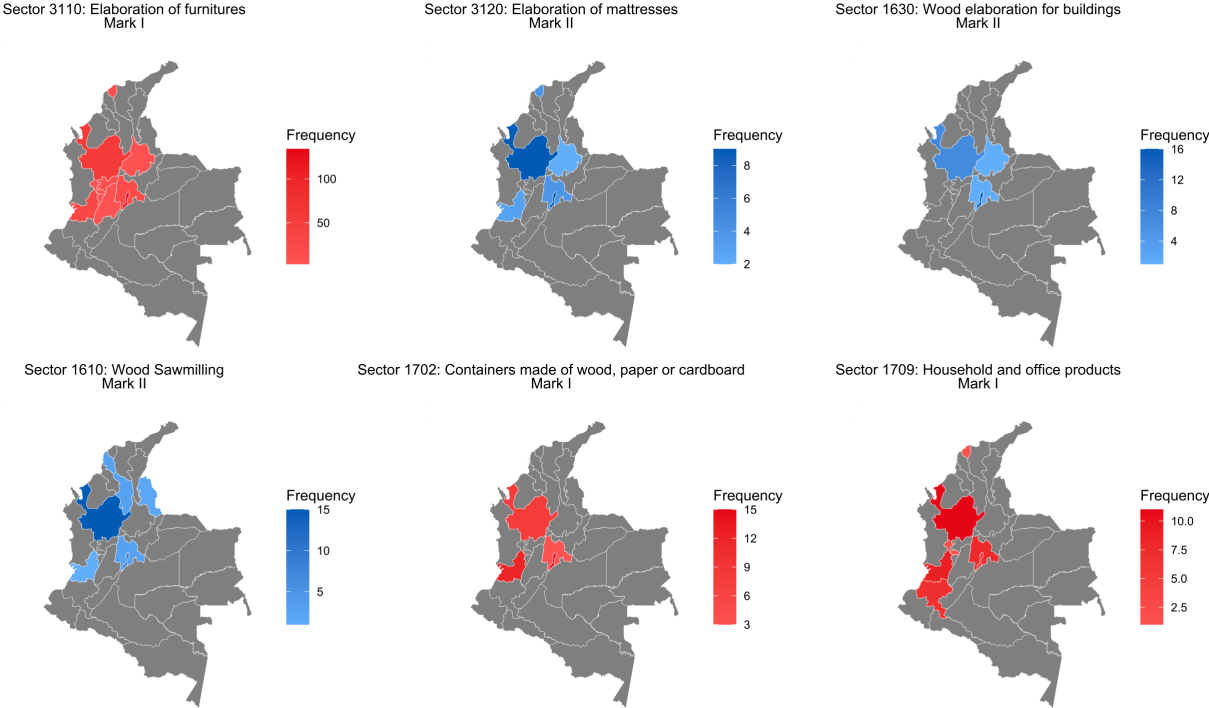 Sector 3110: Elaboration of furnitures
Mark I
Sector 3120: Elaboration of mattresses
Mark II
Sector 1630: Wood elaboration for buildings
Mark II
Frequency
100
50
Frequency
8
6
4
2
Frequency
16
12
8
4
Sector 1610: Wood Sawmilling
Mark II
Sector 1702: Containers made of wood, paper or cardboard
Mark I
Sector 1709: Household and office products
Mark I
Frequency
15
10
5
Frequency
15
12
9
6
3
Frequency
10.0
7.5
5.0
2.5